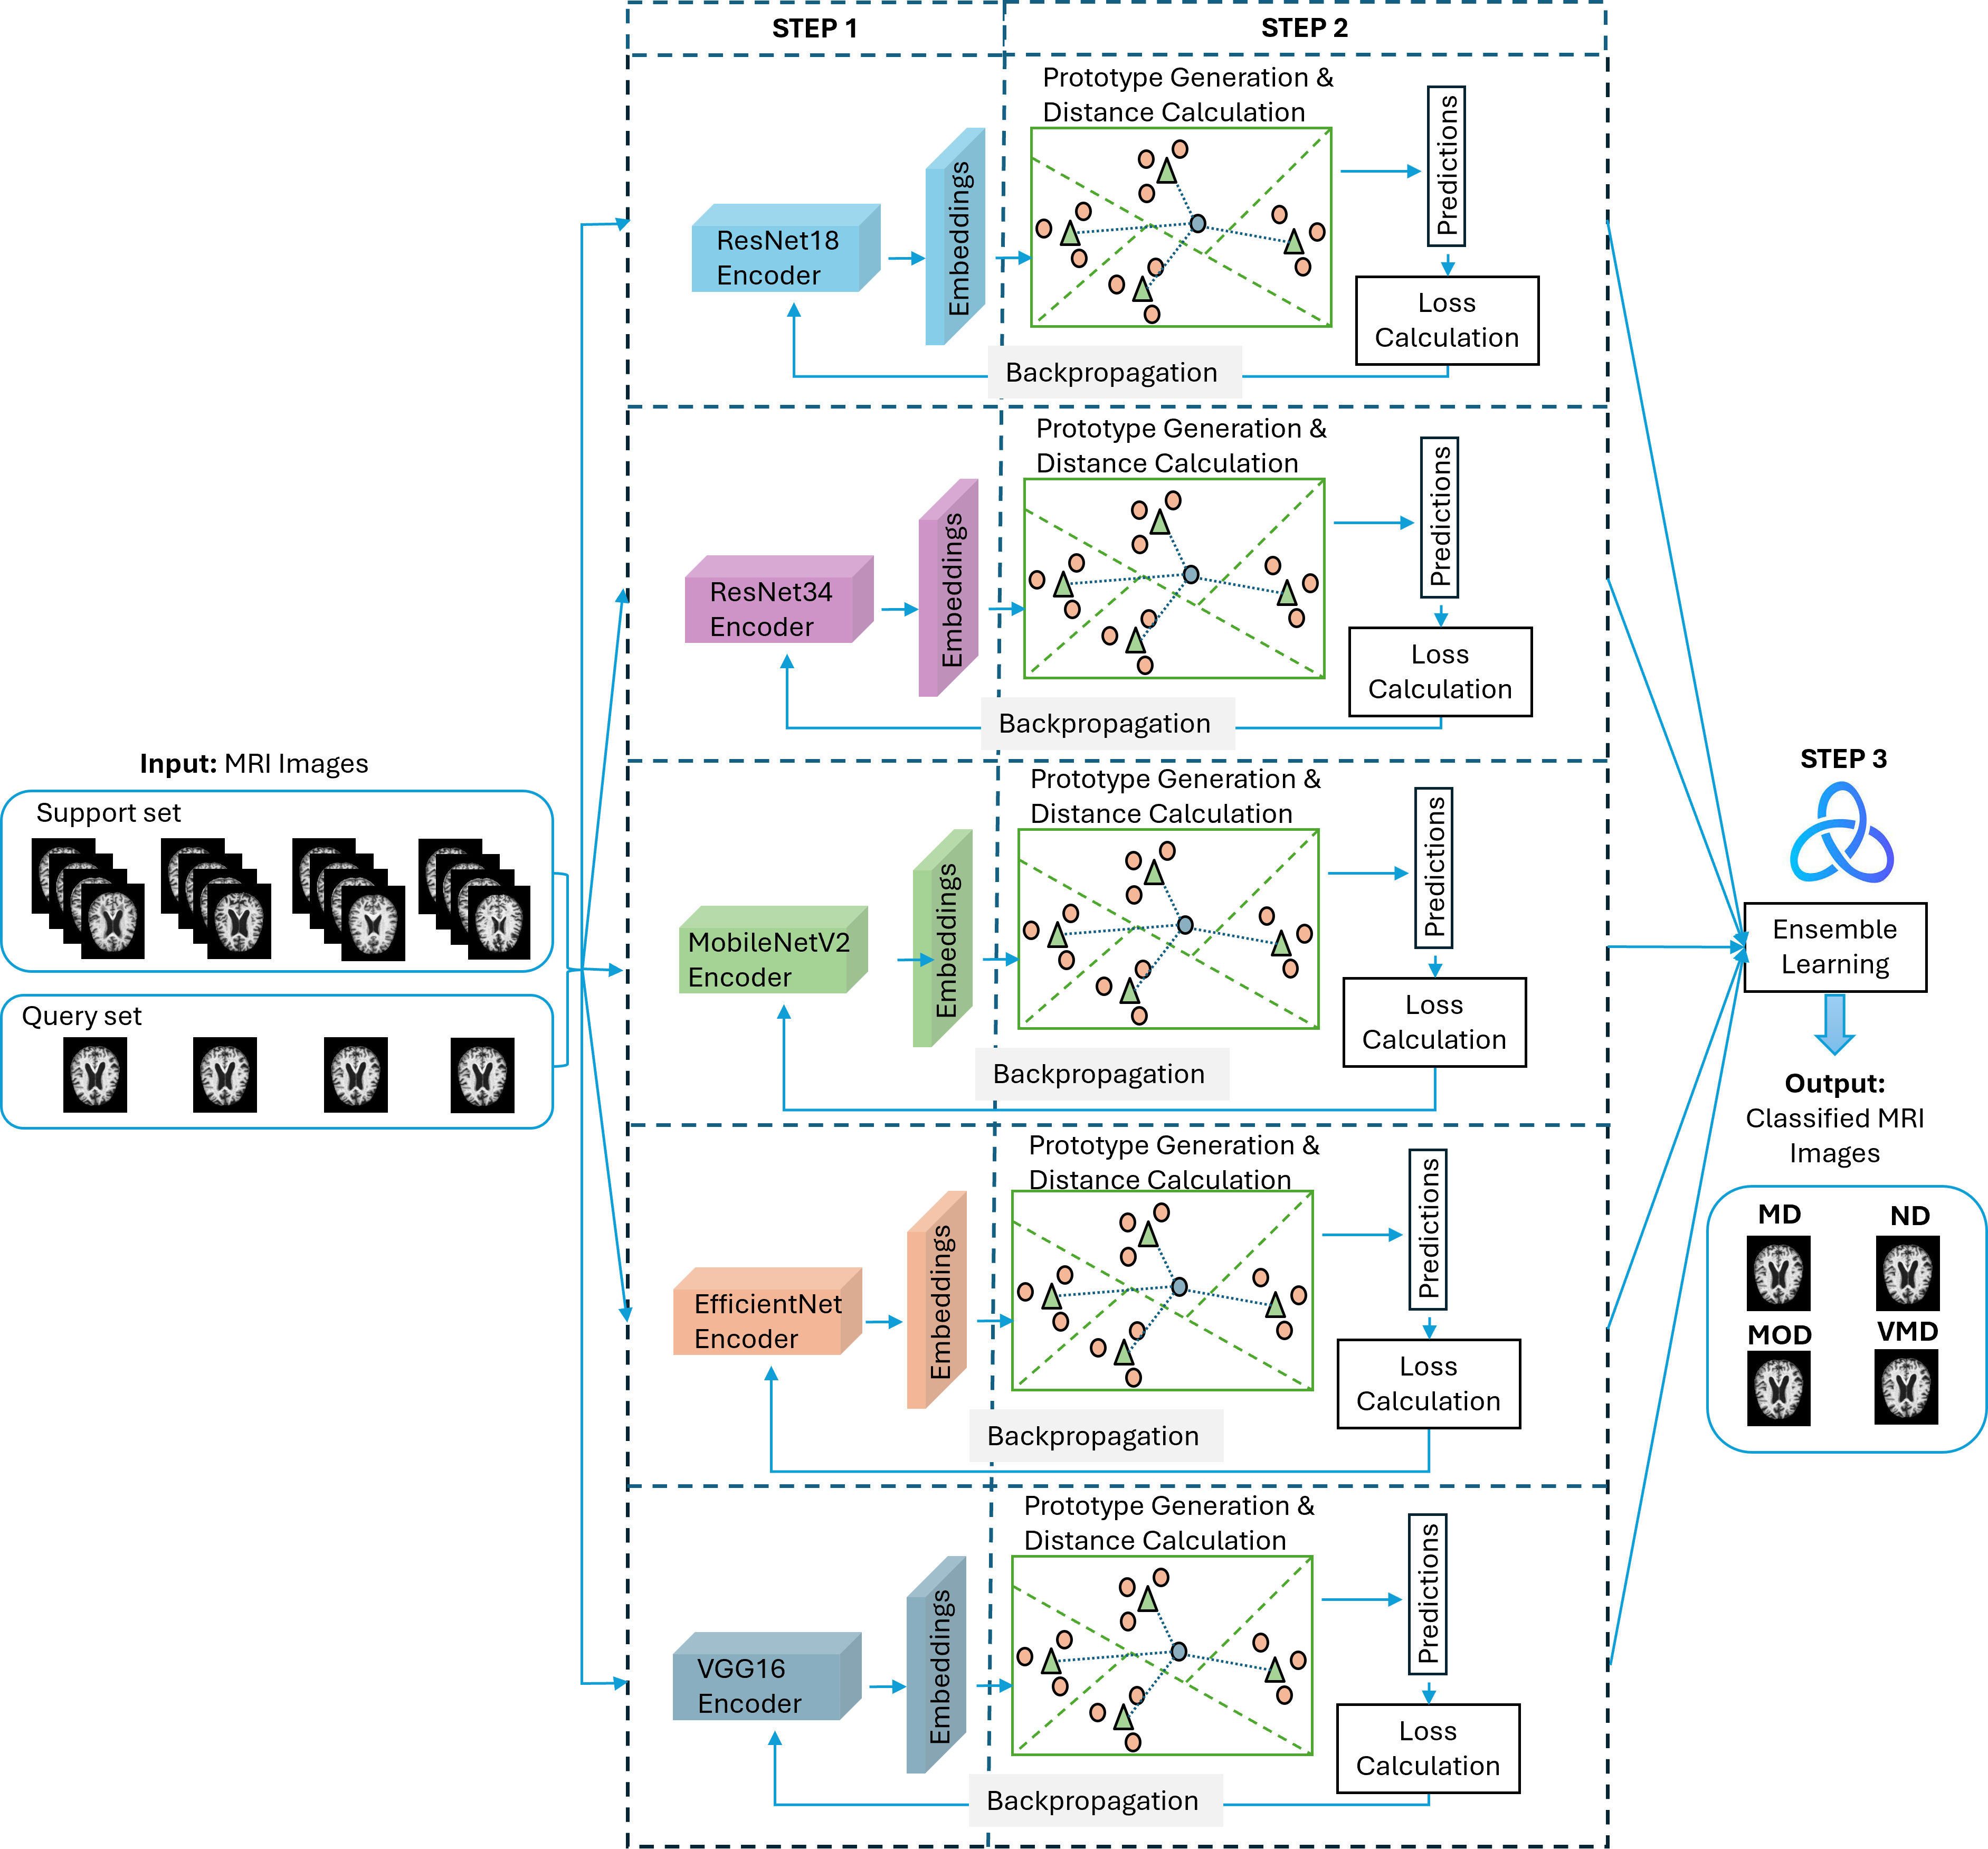 STEP 1
STEP 2
Input: MRI Images
Support set
Query set
ResNet18
Encoder
Embeddings
Prototype Generation &
Distance Calculation
Predictions
Loss
Calculation
Backpropagation
ResNet34
Encoder
Embeddings
Prototype Generation &
Distance Calculation
Predictions
Loss
Calculation
Backpropagation
MobileNetV2
Encoder
Embeddings
Prototype Generation &
Distance Calculation
Predictions
Loss
Calculation
Backpropagation
EfficientNet
Encoder
Embeddings
Prototype Generation &
Distance Calculation
Predictions
Loss
Calculation
Backpropagation
VGG16
Encoder
Embeddings
Prototype Generation &
Distance Calculation
Predictions
Loss
Calculation
Backpropagation
STEP 3
Ensemble
Learning
Output:
Classified MRI
Images
MD
ND
MOD
VMD